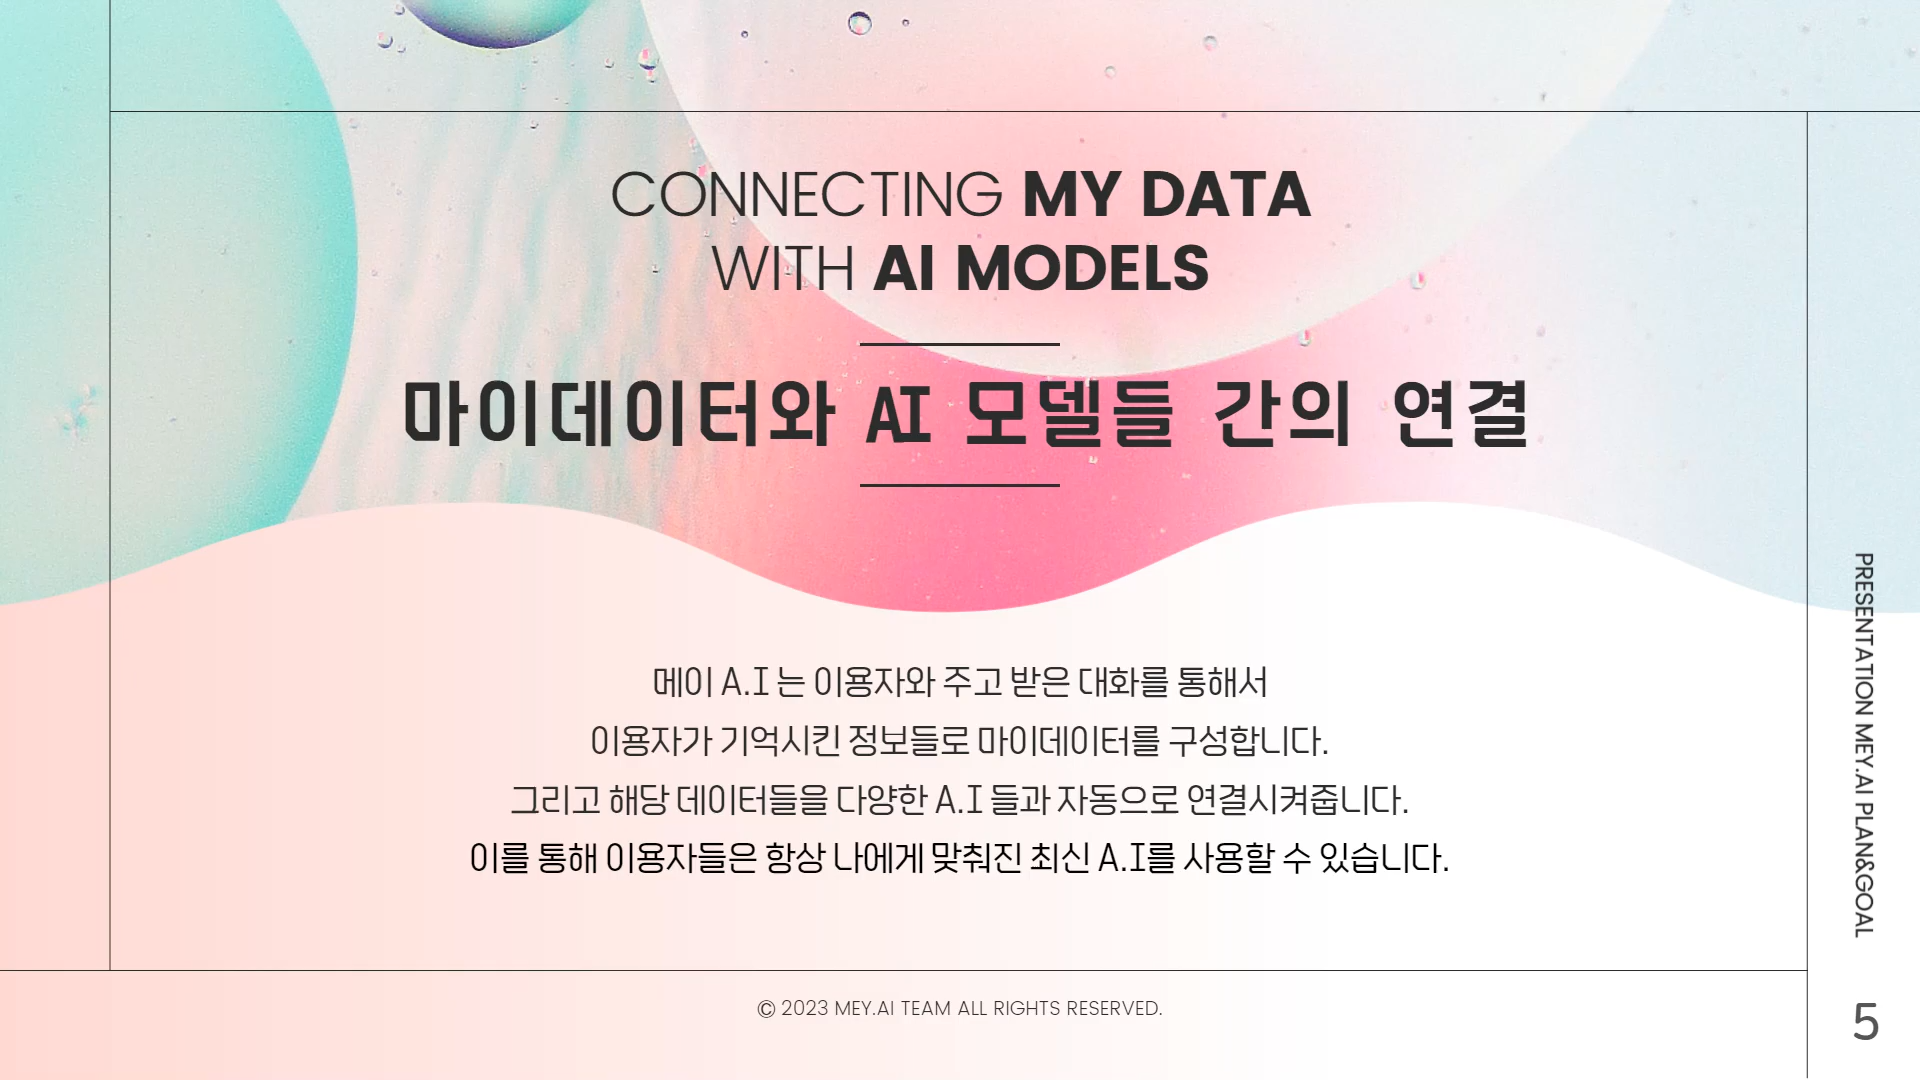 CONNECTING MY DATA
WITH AI MODELS
마이데이터와 AI 모델들 간의 연결
메이 A.I 는 이용자와 주고 받은 대화를 통해서
이용자가 기억시킨 정보들로 마이데이터를 구성합니다.
그리고 해당 데이터들을 다양한 A.I 들과 자동으로 연결시켜줍니다.
이를 통해 이용자들은 항상 나에게 맞춰진 최신 A.I를 사용할 수 있습니다.
PRESENTATION MEY.AI PLAN&GOAL
© 2023 MEY.AI TEAM ALL RIGHTS RESERVED.
5